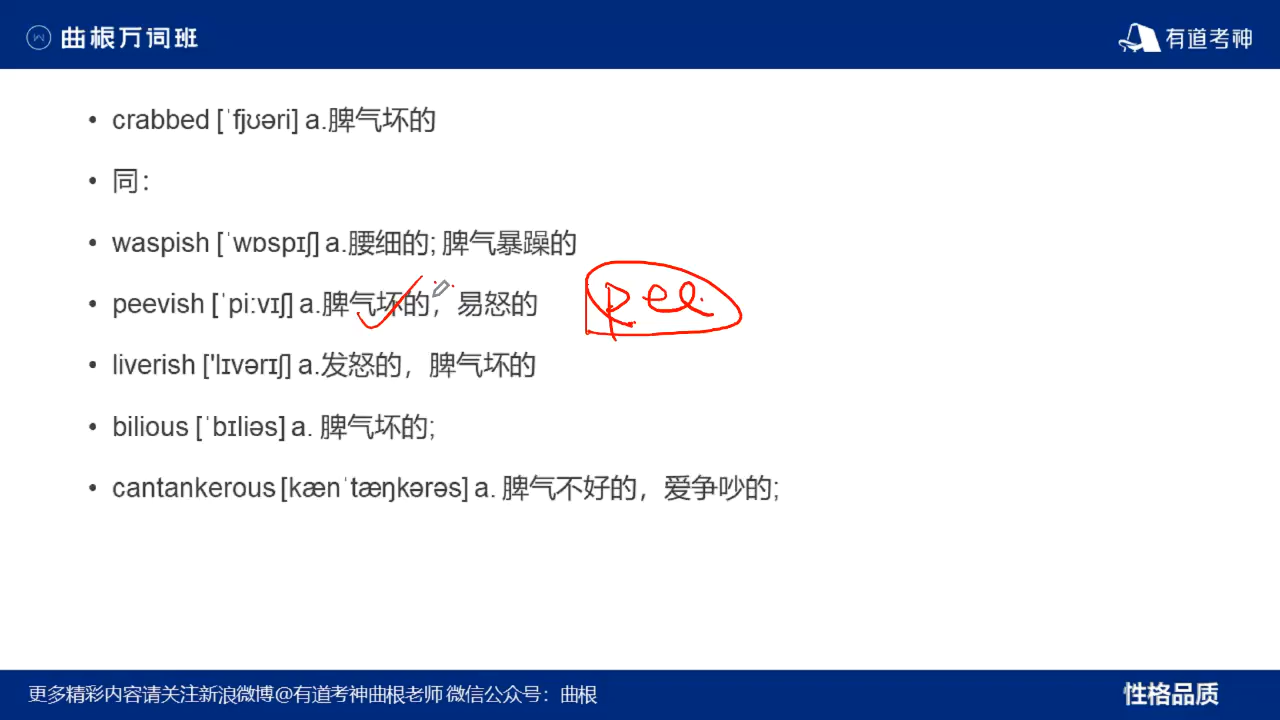 曲根万词班
有道考神
• crabbed [ˈfjʊəri] a.脾气坏的
• 同：
• waspish [ˈwɒspɪʃ] a.腰细的; 脾气暴躁的
• peevish [ˈpiːvɪʃ] a.脾气坏的，易怒的
pee
• liverish ['lɪvərɪʃ] a.发怒的，脾气坏的
• bilious [ˈbɪliəs] a. 脾气坏的;
• cantankerous [kænˈtæŋkərəs] a. 脾气不好的，爱争吵的;
更多精彩内容请关注新浪微博@有道考神曲根老师 微信公众号：曲根
性格品质